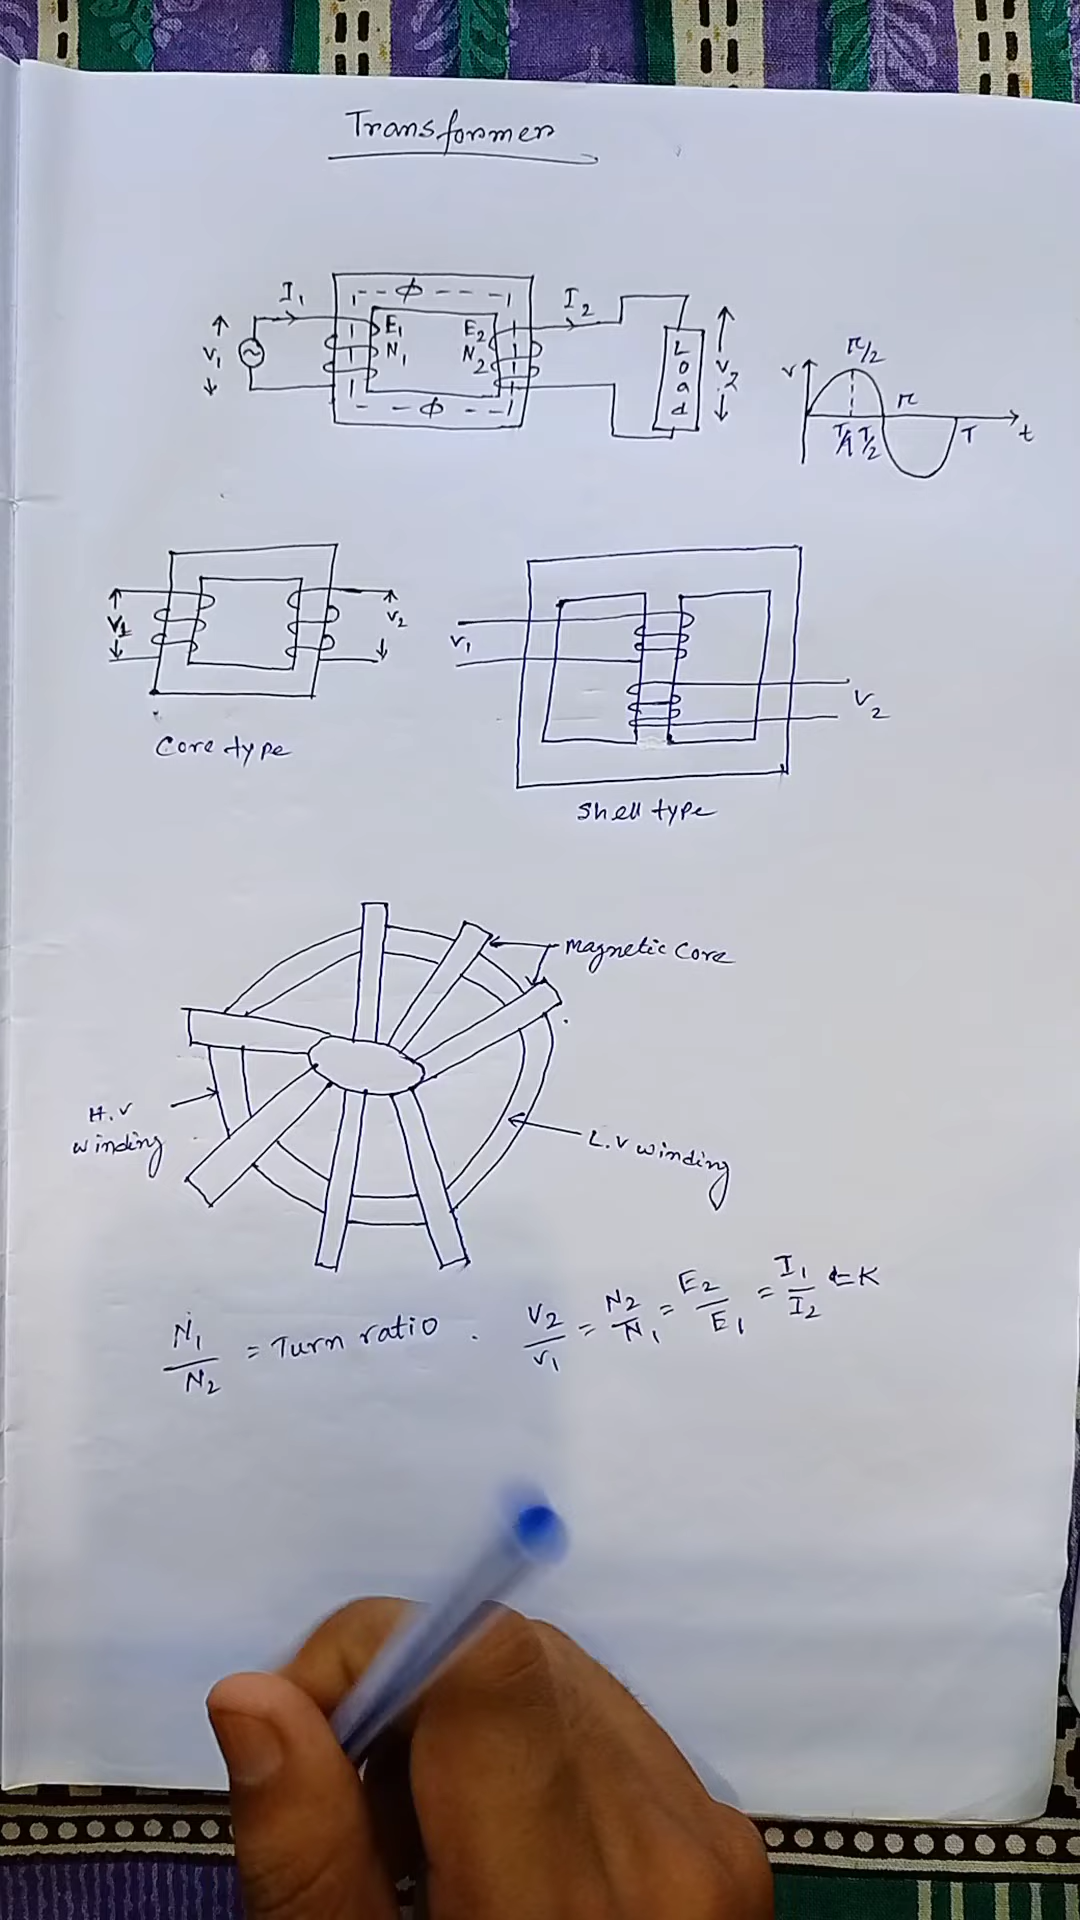 Transformer
I₁ Φ I₂
V₁ E₁ E₂ Load V₂
N₁ N₂
Φ
V π/2 π
T/4 T/2 T t
V₁ V₂
V₁ V₂
Core type
Shell type
Magnetic Core
H.V
winding
L.V winding
N₁/N₂ = Turn ratio . V₂/V₁ = N₂/N₁ = E₂/E₁ = I₁/I₂ = K